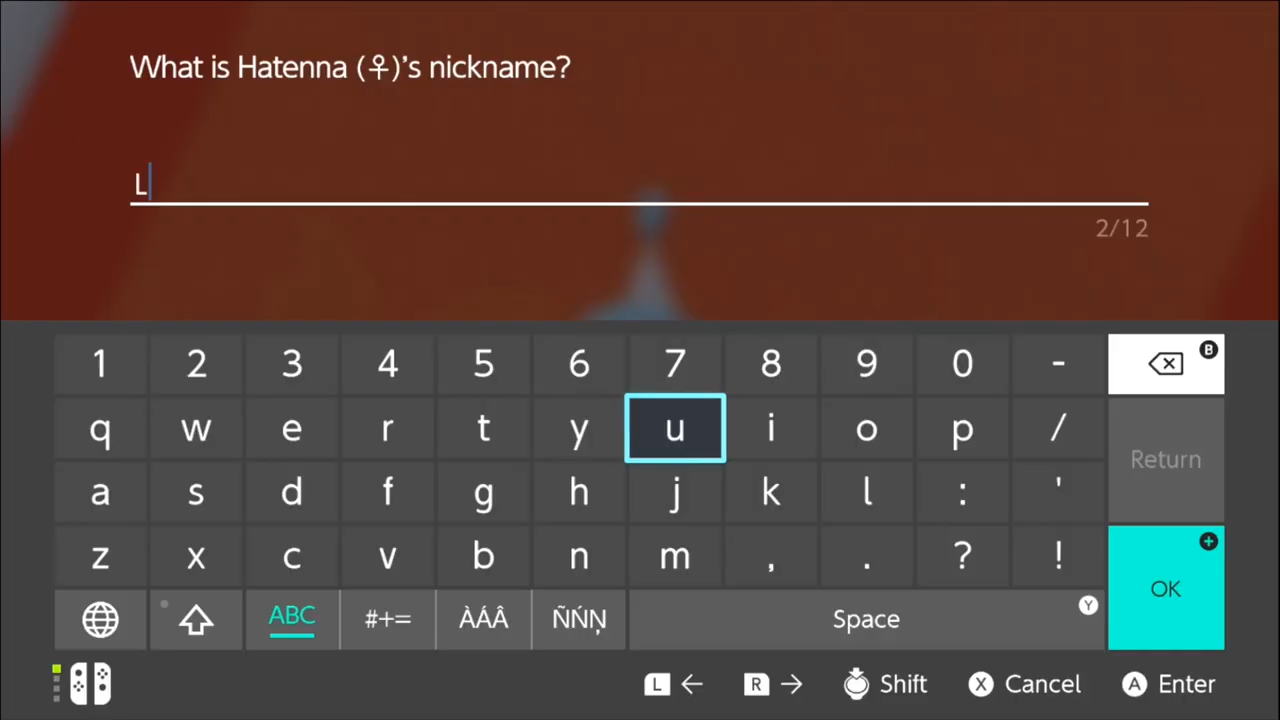 What is Hatenna (♀)'s nickname?
L
2/12
1 2 3 4 5 6 7 8 9 0 - B
q w e r t y u i o p /
Return
a s d f g h j k l : '
z x c v b n m , . ? ! + OK
ABC #+= ÀÁÂ ÑŃŅ Space Y
L ← R → Shift X Cancel A Enter